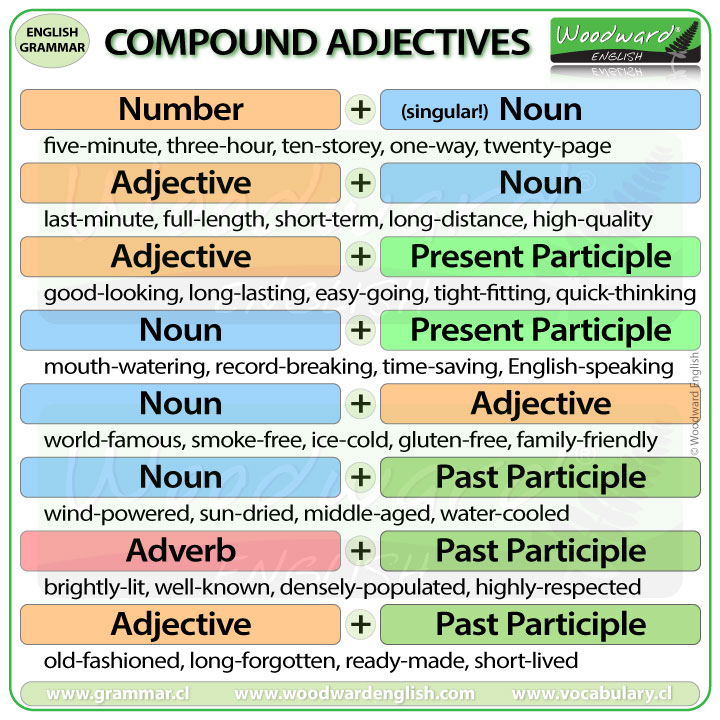 ENGLISH
GRAMMAR
COMPOUND ADJECTIVES
Woodward®
ENGLISH
Number + (singular!) Noun
five-minute, three-hour, ten-storey, one-way, twenty-page
Adjective + Noun
last-minute, full-length, short-term, long-distance, high-quality
Adjective + Present Participle
good-looking, long-lasting, easy-going, tight-fitting, quick-thinking
Noun + Present Participle
mouth-watering, record-breaking, time-saving, English-speaking
Noun + Adjective
world-famous, smoke-free, ice-cold, gluten-free, family-friendly
Noun + Past Participle
wind-powered, sun-dried, middle-aged, water-cooled
Adverb + Past Participle
brightly-lit, well-known, densely-populated, highly-respected
Adjective + Past Participle
old-fashioned, long-forgotten, ready-made, short-lived
© Woodward English
www.grammar.cl www.woodwardenglish.com www.vocabulary.cl